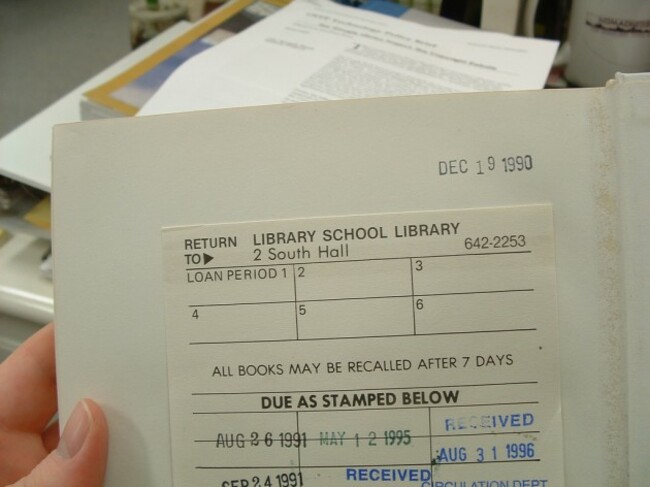 DEC 19 1990
RETURN TO▶ LIBRARY SCHOOL LIBRARY
2 South Hall 642-2253
LOAN PERIOD 1 2 3
4 5 6
ALL BOOKS MAY BE RECALLED AFTER 7 DAYS
DUE AS STAMPED BELOW
AUG 26 1991 MAY 12 1995 RECEIVED
AUG 31 1996
SEP 24 1991 RECEIVED CIRCULATION DEPT